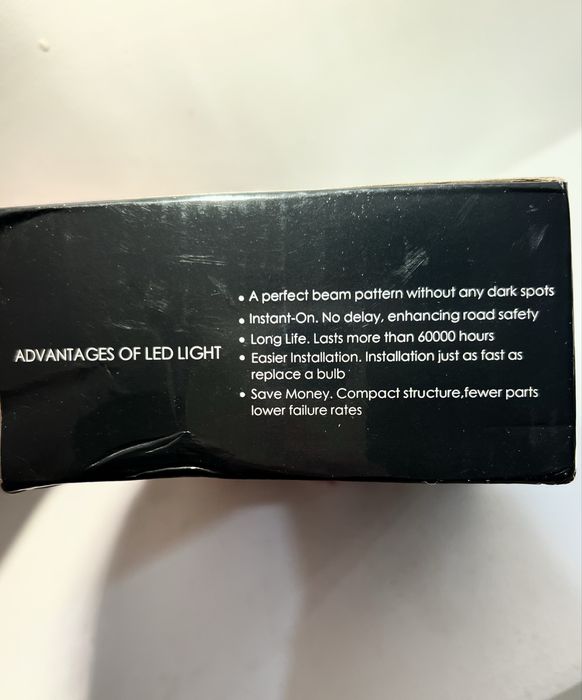 ADVANTAGES OF LED LIGHT
• A perfect beam pattern without any dark spots
• Instant-On. No delay, enhancing road safety
• Long Life. Lasts more than 60000 hours
• Easier Installation. Installation just as fast as
replace a bulb
• Save Money. Compact structure,fewer parts
lower failure rates